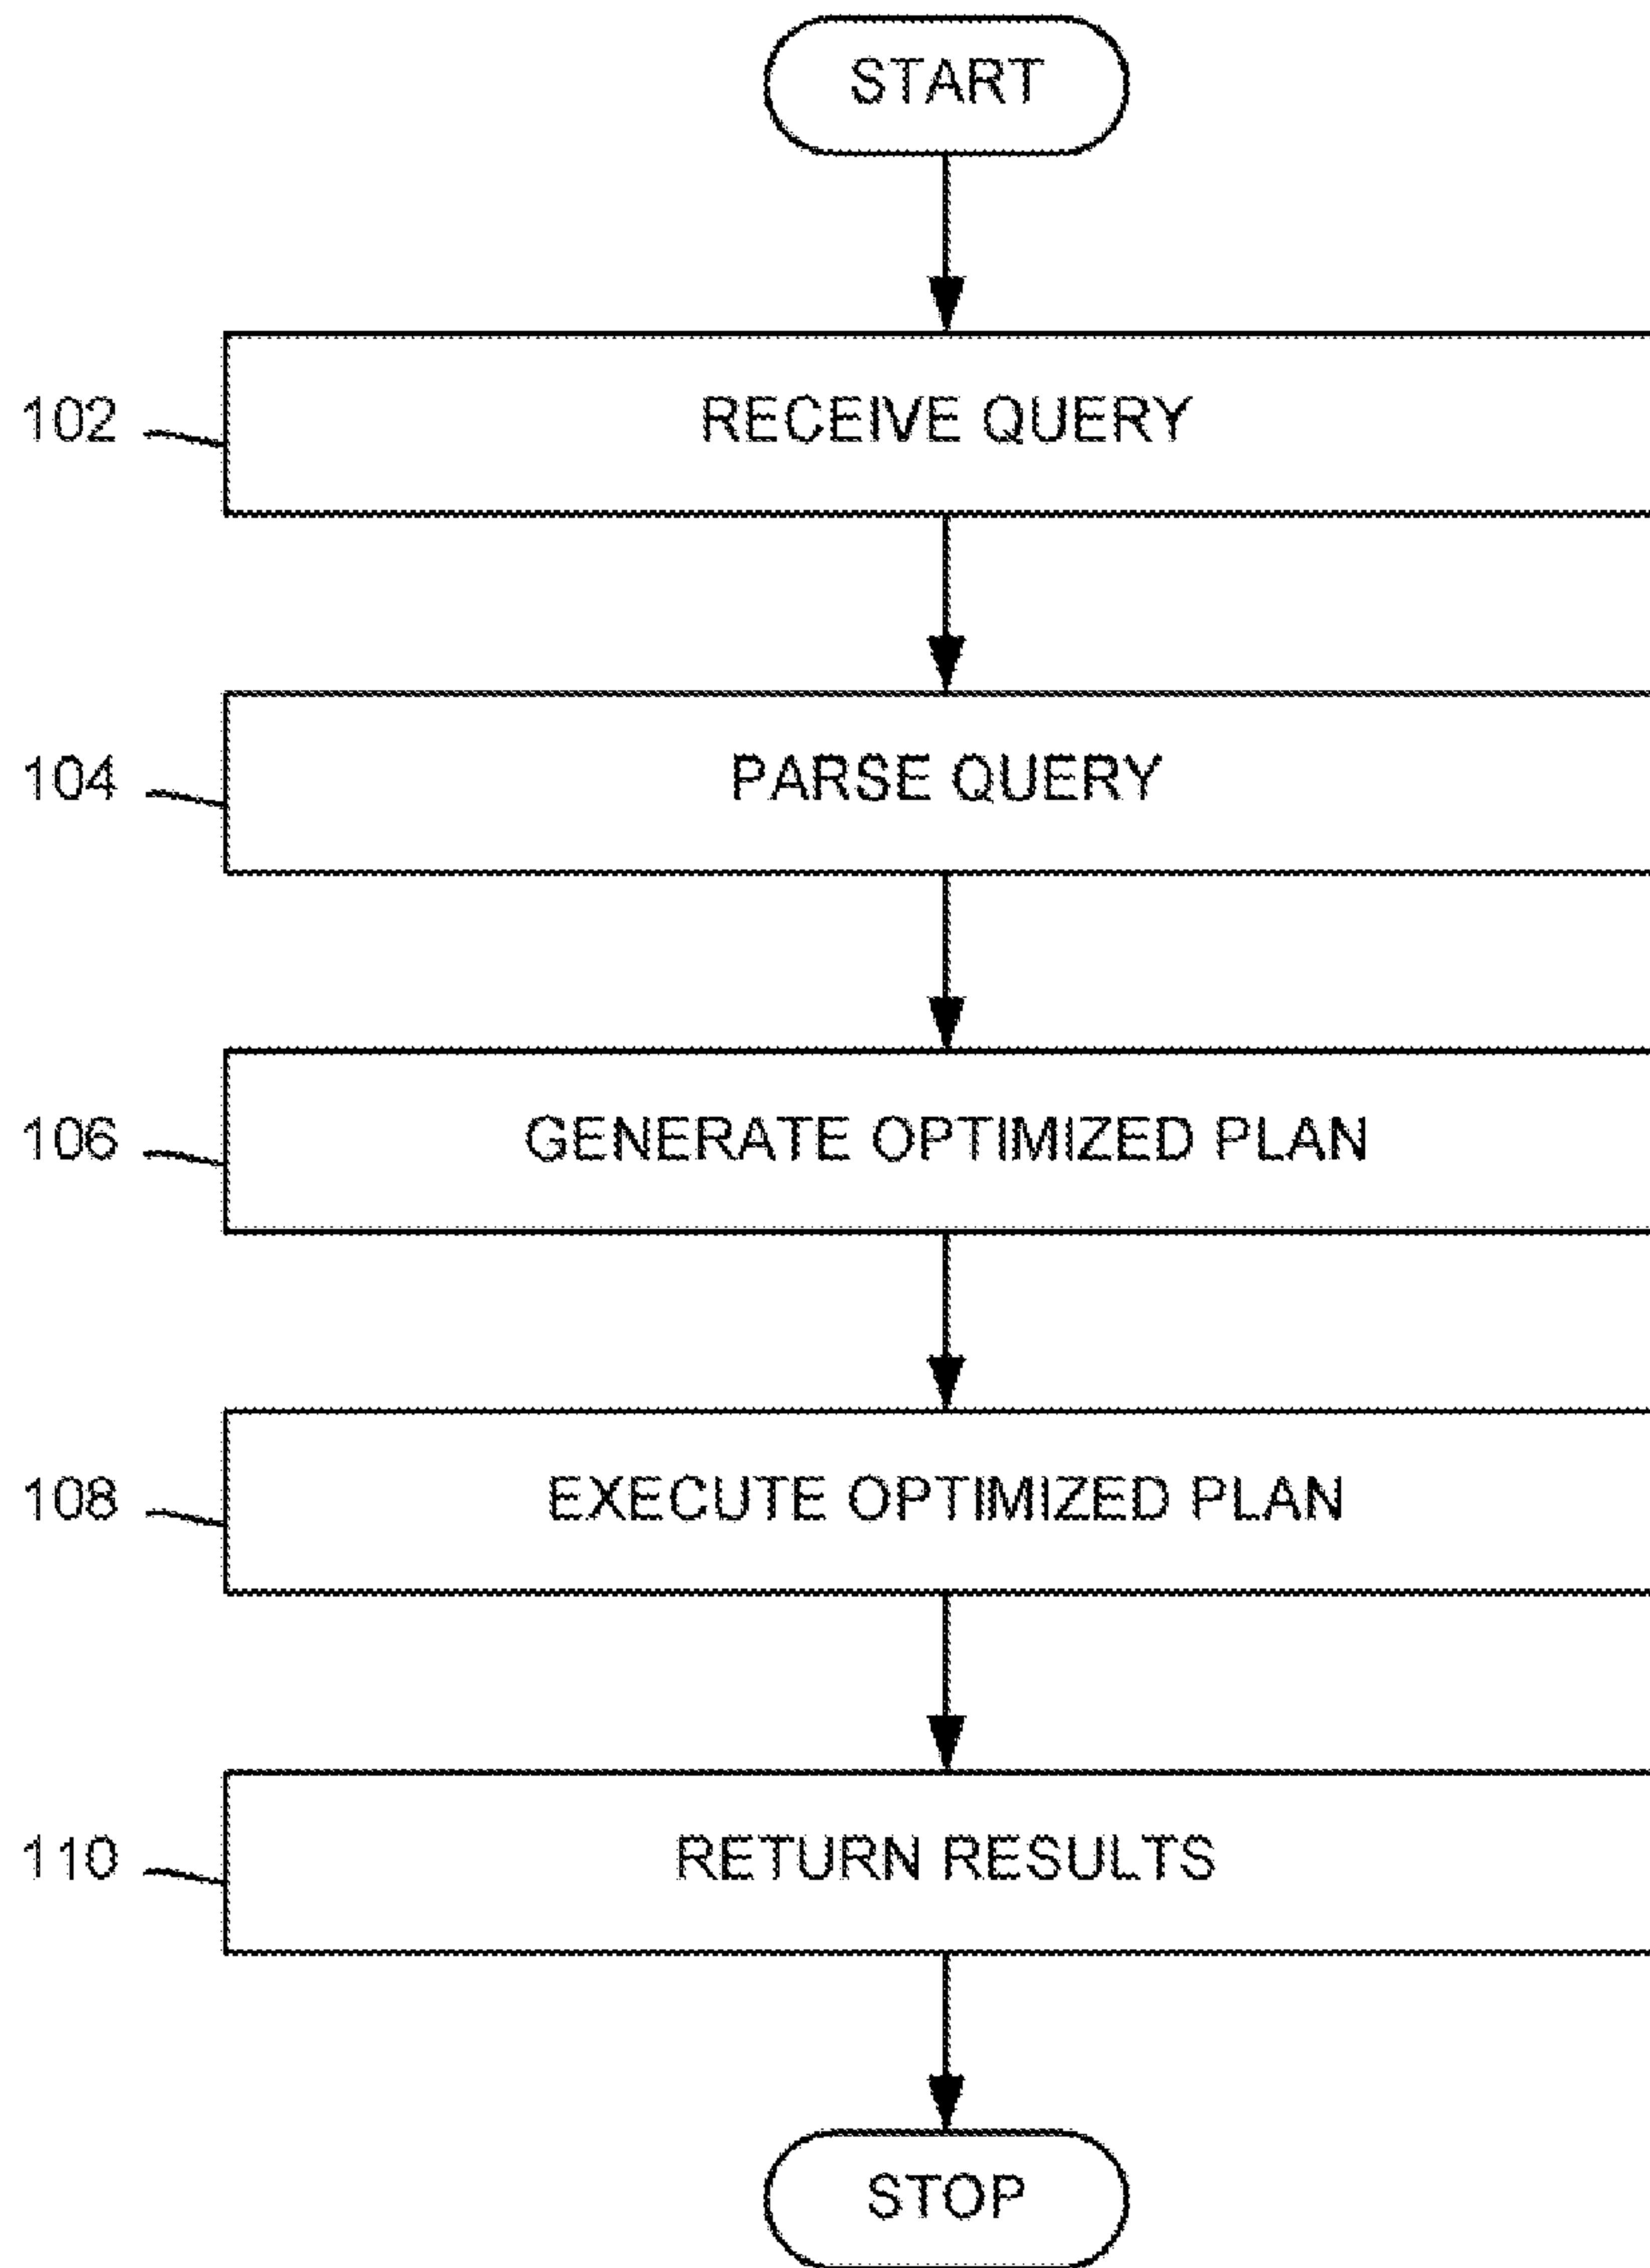 START
102 RECEIVE QUERY
104 PARSE QUERY
106 GENERATE OPTIMIZED PLAN
108 EXECUTE OPTIMIZED PLAN
110 RETURN RESULTS
STOP